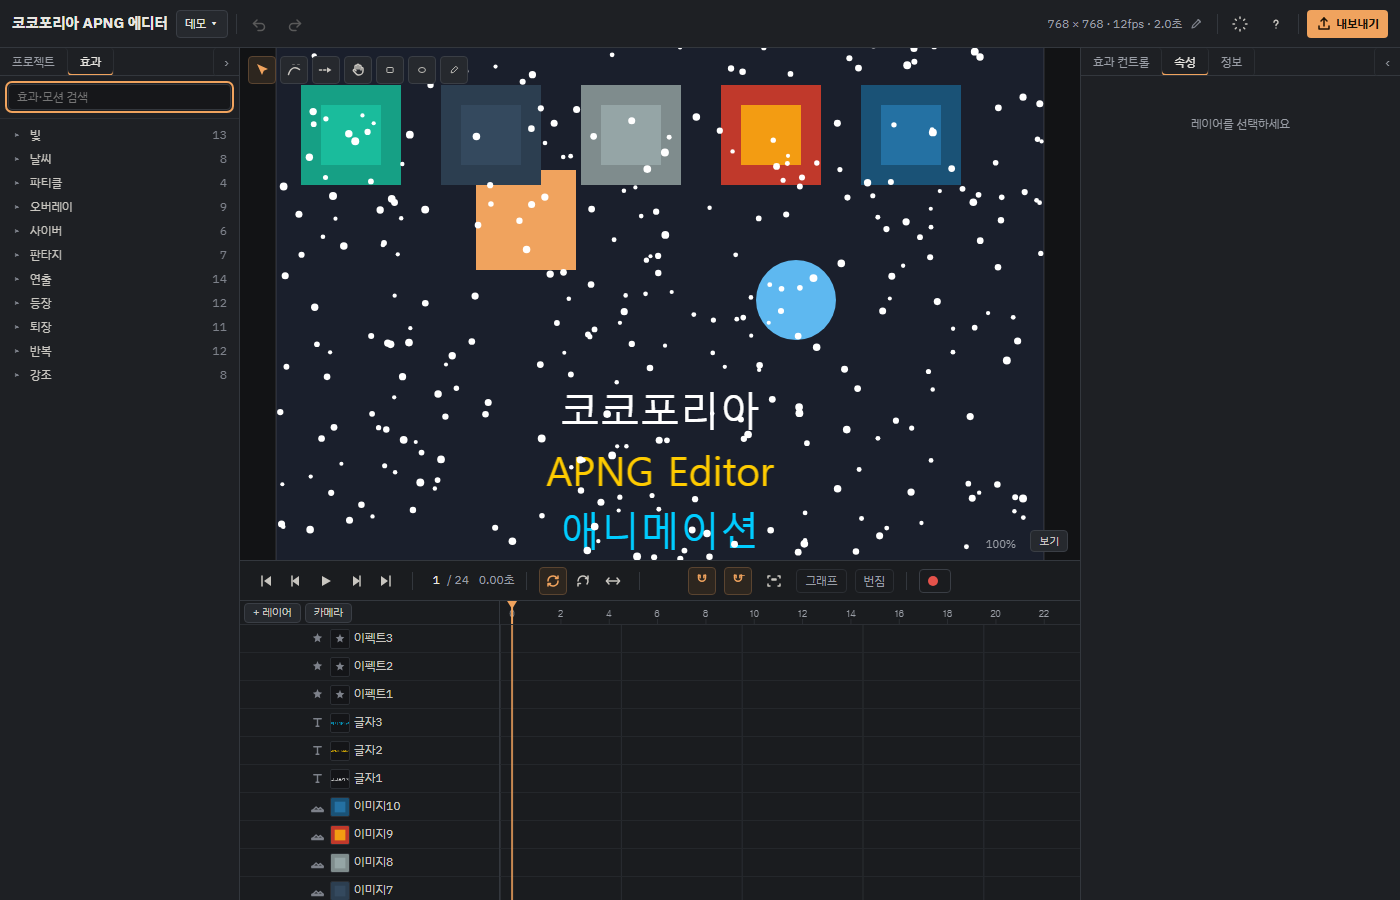 코코포리아 APNG 에디터 데모 768 × 768 · 12fps · 2.0초 ? 내보내기
프로젝트 효과 › 효과 컨트롤 속성 정보 ‹
효과·모션 검색
빛 13
날씨 8
파티클 4
오버레이 9
사이버 6
판타지 7
연출 14
등장 12
퇴장 11
반복 12
강조 8
레이어를 선택하세요
코코포리아
APNG Editor
애니메이션
100% 보기
1 / 24 0.00초 그래프 번짐
+ 레이어 카메라 0 2 4 6 8 10 12 14 16 18 20 22
이펙트3
이펙트2
이펙트1
T 글자3
T 글자2
T 글자1
이미지10
이미지9
이미지8
이미지7